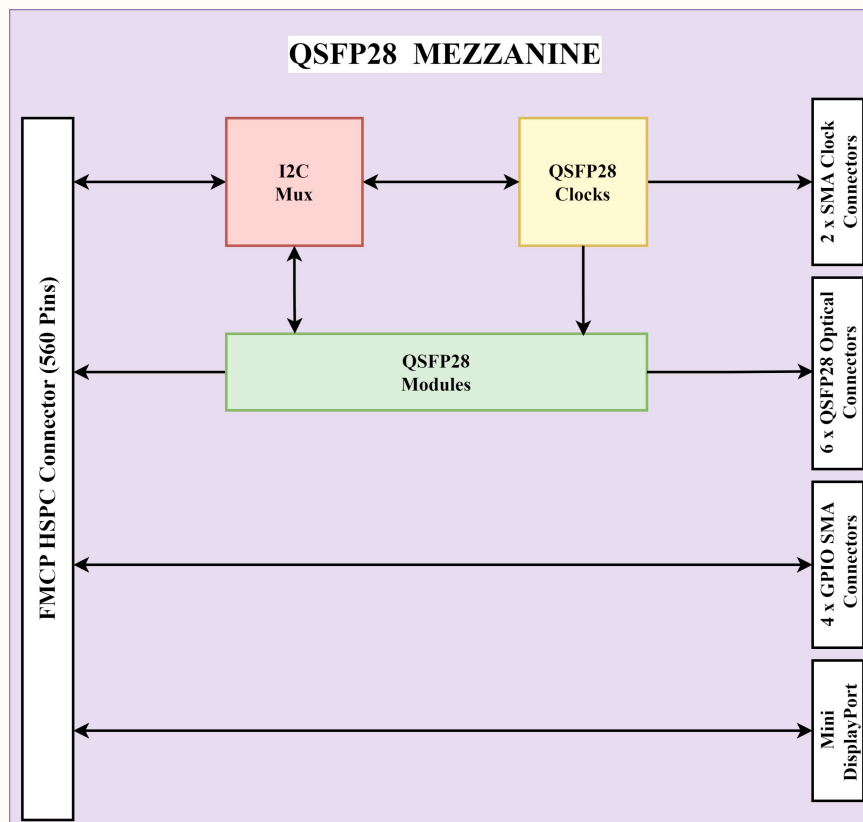 QSFP28 MEZZANINE
FMCP HSPC Connector (560 Pins)
I2C
Mux
QSFP28
Clocks
2 x SMA Clock
Connectors
QSFP28
Modules
6 x QSFP28 Optical
Connectors
4 x GPIO SMA
Connectors
Mini
DisplayPort